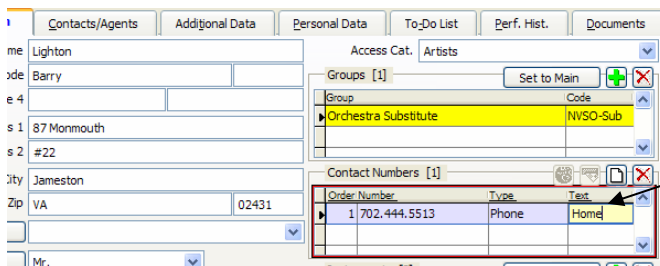 Contacts/Agents Additional Data Personal Data To-Do List Perf. Hist. Documents
me Lighton
Access Cat. Artists
ode Barry
Groups [1] Set to Main
e 4
Group Code
Orchestra Substitute NVSO-Sub
s 1 87 Monmouth
s 2 #22
City Jameston
Contact Numbers [1]
Zip VA 02431
Order Number Type Text
1 702.444.5513 Phone Home
Mr.